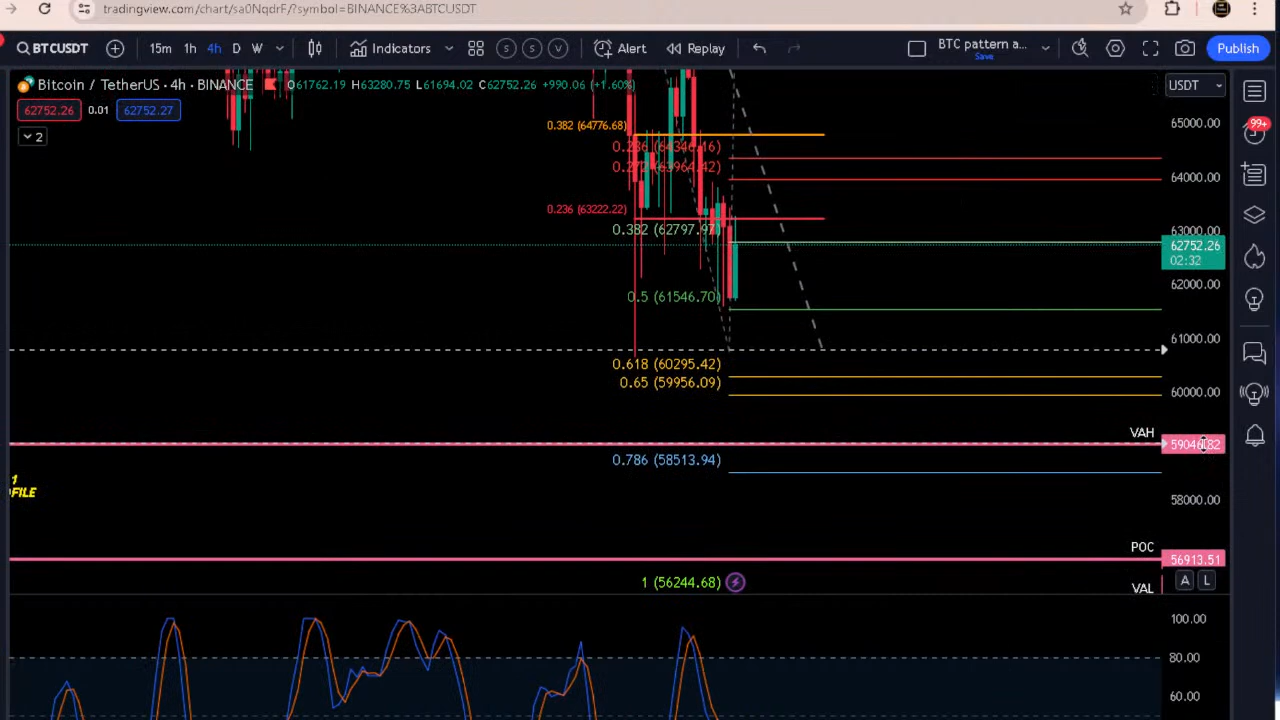 tradingview.com/chart/sa0NqdrF/?symbol=BINANCE%3ABTCUSDT
BTCUSDT 15m 1h 4h D W Indicators S S V Alert Replay BTC pattern a... Save Publish
Bitcoin / TetherUS · 4h · BINANCE O61762.19 H63280.75 L61694.02 C62752.26 +990.06 (+1.60%) USDT
62752.26 0.01 62752.27
2
99+
65000.00
0.382 (64776.68)
64000.00
0.236 (63222.22)
63000.00
0.382 (62797.97)
62752.26
02:32
62000.00
0.5 (61546.70)
61000.00
0.618 (60295.42)
0.65 (59956.09)
60000.00
VAH
0.786 (58513.94)
58000.00
POC
56913.51
1 (56244.68)
A L
VAL
100.00
80.00
60.00